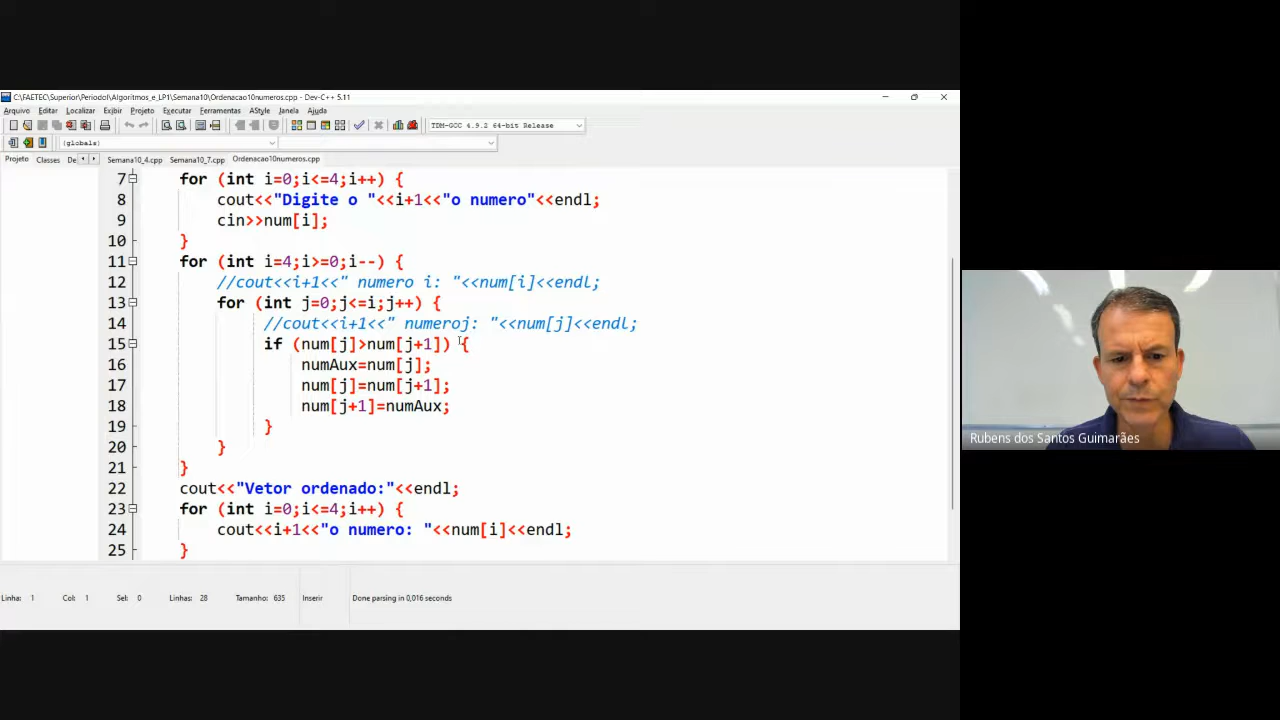 C:\FAETEC\Superior\PeriodoI\Algoritmos_e_LP1\Semana10\Ordenacao10numeros.cpp - Dev-C++ 5.11
Arquivo Editar Localizar Exibir Projeto Executar Ferramentas AStyle Janela Ajuda
TDM-GCC 4.9.2 64-bit Release
(globals)
Projeto Classes De Semana10_4.cpp Semana10_7.cpp Ordenacao10numeros.cpp
7 for (int i=0;i<=4;i++) {
8 cout<<"Digite o "<<i+1<<"o numero"<<endl;
9 cin>>num[i];
10 }
11 for (int i=4;i>=0;i--) {
12 //cout<<i+1<<" numero i: "<<num[i]<<endl;
13 for (int j=0;j<=i;j++) {
14 //cout<<i+1<<" numeroj: "<<num[j]<<endl;
15 if (num[j]>num[j+1]) {
16 numAux=num[j];
17 num[j]=num[j+1];
18 num[j+1]=numAux;
19 }
20 }
21 }
22 cout<<"Vetor ordenado:"<<endl;
23 for (int i=0;i<=4;i++) {
24 cout<<i+1<<"o numero: "<<num[i]<<endl;
25 }
Linha: 1 Col: 1 Sel: 0 Linhas: 28 Tamanho: 635 Inserir Done parsing in 0,016 seconds
Rubens dos Santos Guimarães